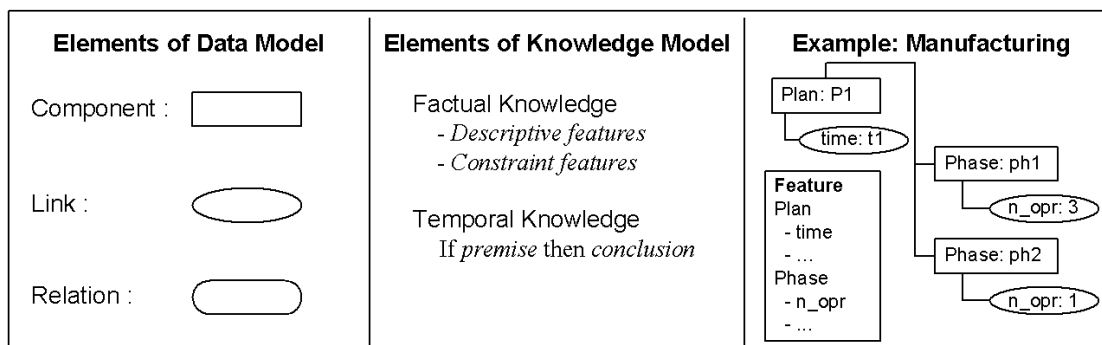 Elements of Data Model
Component :
Link :
Relation :
Elements of Knowledge Model
Factual Knowledge
- Descriptive features
- Constraint features
Temporal Knowledge
If premise then conclusion
Example: Manufacturing
Plan: P1
time: t1
Phase: ph1
n_opr: 3
Phase: ph2
n_opr: 1
Feature
Plan
- time
- ...
Phase
- n_opr
- ...